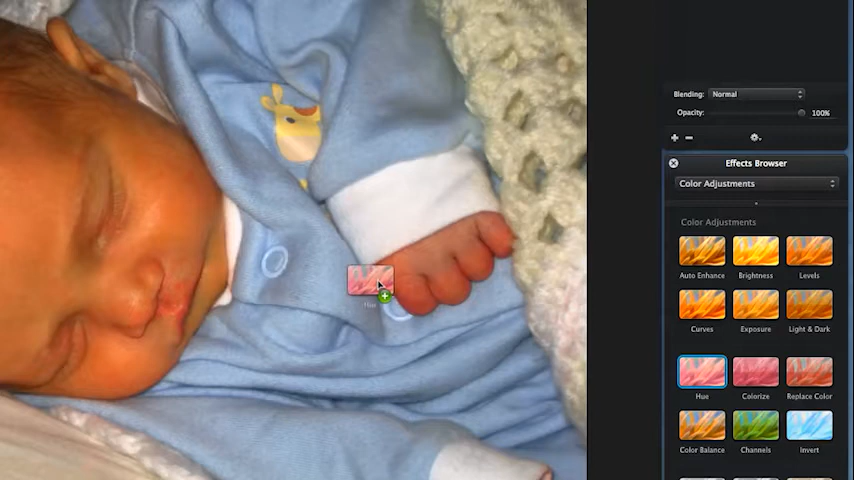 Blending: Normal
Opacity: 100%
Effects Browser
Color Adjustments
Color Adjustments
Auto Enhance Brightness Levels
Curves Exposure Light & Dark
Hue
Hue Colorize Replace Color
Color Balance Channels Invert